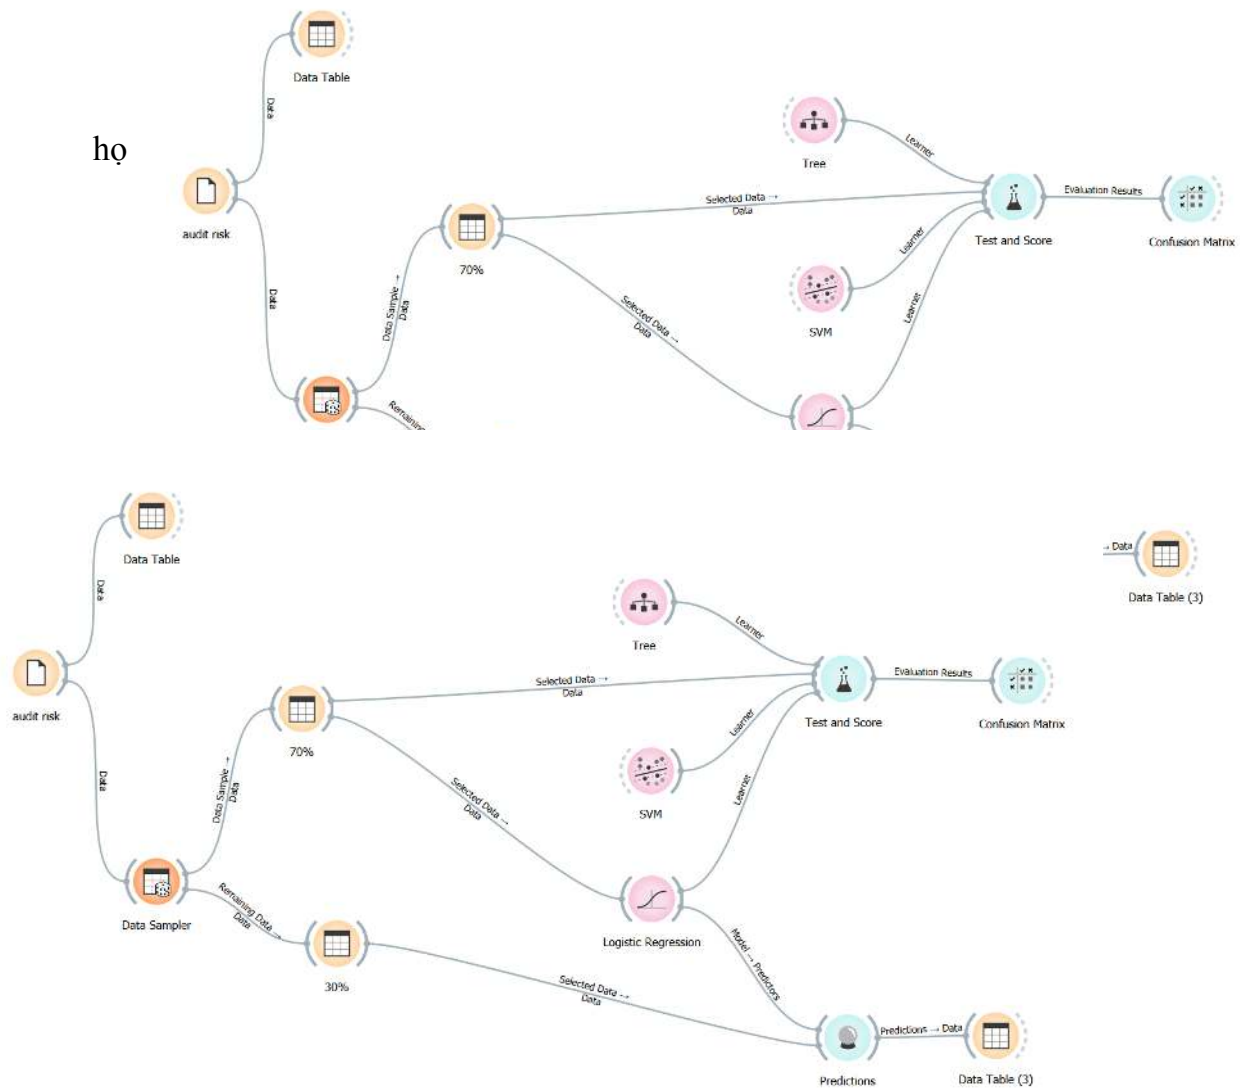 Data Table
Data
họ
Tree
Learner
audit risk
Selected Data →
Data
Evaluation Results
Test and Score
Confusion Matrix
70%
Data
Data Sample →
Data
Learner
SVM
Selected Data →
Data
Learner
Remaining
Data Table
Data
→ Data
Data Table (3)
Tree
Learner
audit risk
Selected Data →
Data
Evaluation Results
Test and Score
Confusion Matrix
70%
Data
Data Sample →
Data
Learner
SVM
Selected Data →
Data
Learner
Data Sampler
Remaining Data →
Data
Logistic Regression
30%
Model → Predictors
Selected Data →
Data
Predictions → Data
Predictions
Data Table (3)